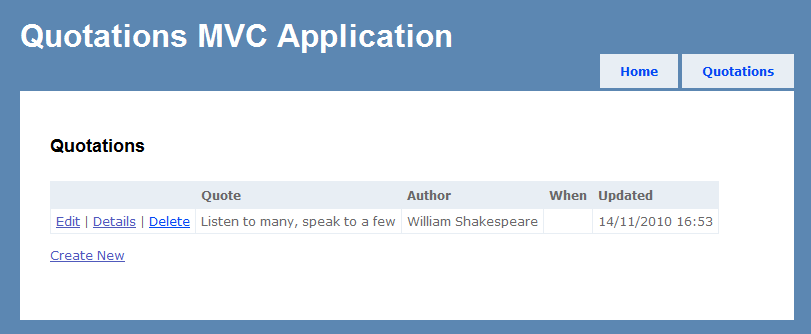 Quotations MVC Application
Home Quotations
Quotations
Quote Author When Updated
Edit | Details | Delete Listen to many, speak to a few William Shakespeare 14/11/2010 16:53
Create New